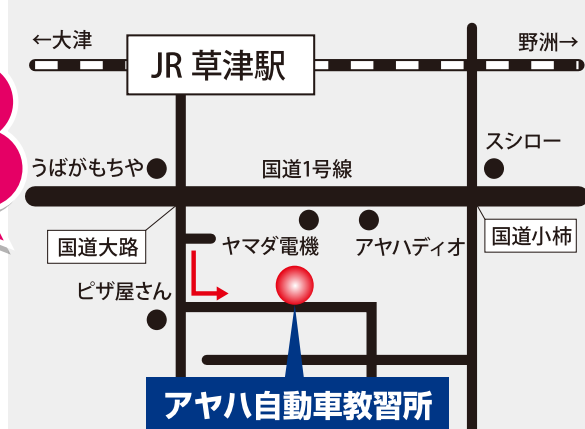 ←大津
野洲→
JR 草津駅
スシロー
うばがもちや
国道1号線
国道大路
ヤマダ電機
アヤハディオ
国道小柿
ピザ屋さん
アヤハ自動車教習所